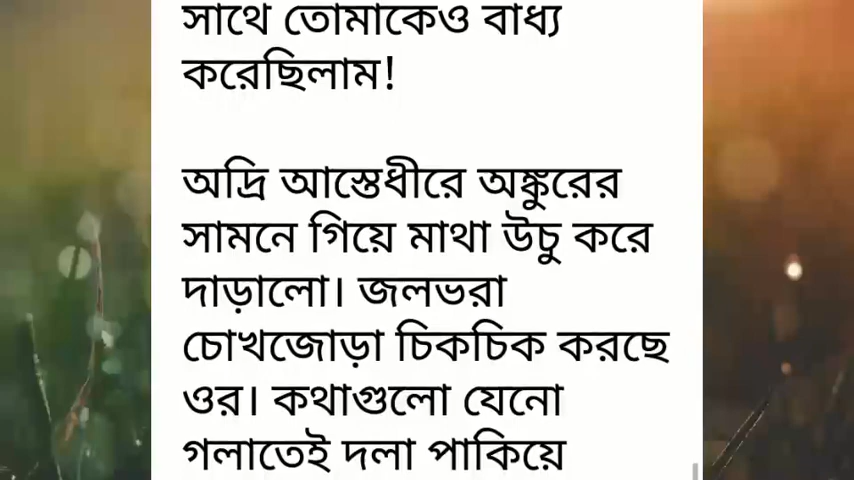 সাথে তোমাকেও বাধ্য
করেছিলাম!
অদ্রি আস্তেধীরে অঙ্কুরের
সামনে গিয়ে মাথা উচু করে
দাড়ালো। জলভরা
চোখজোড়া চিকচিক করছে
ওর। কথাগুলো যেনো
গলাতেই দলা পাকিয়ে